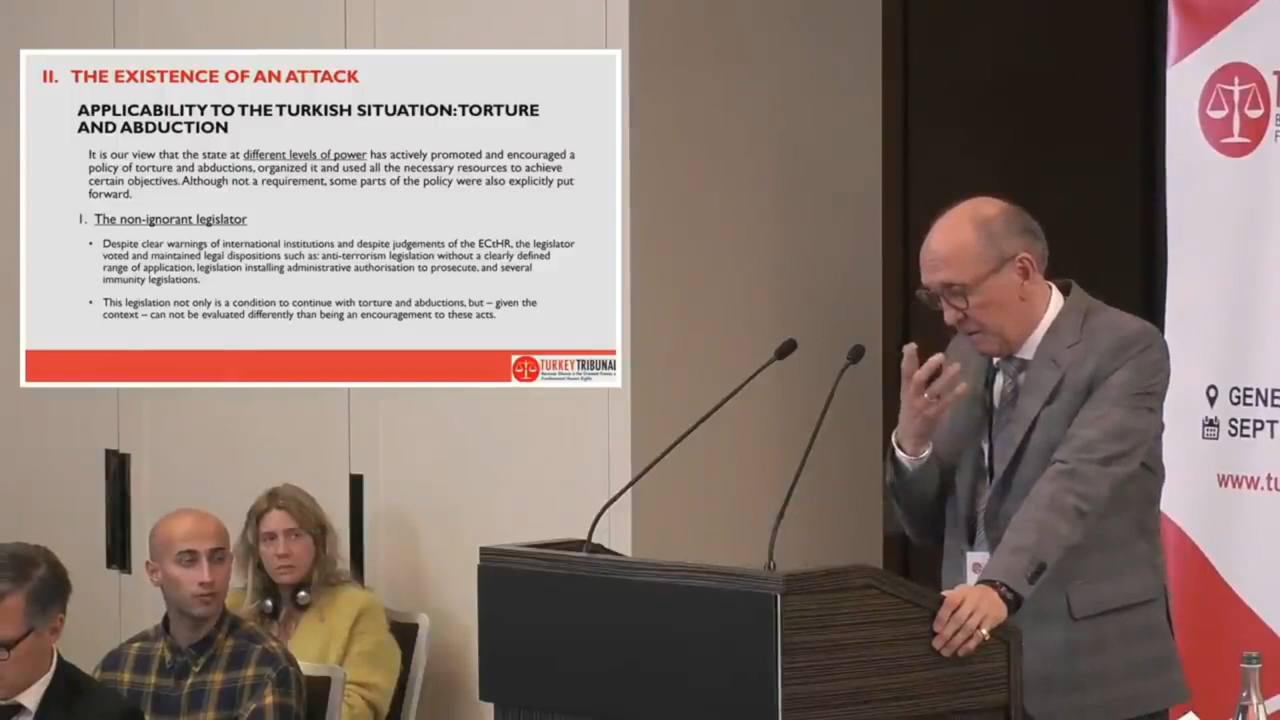 II. THE EXISTENCE OF AN ATTACK
APPLICABILITY TO THE TURKISH SITUATION: TORTURE
AND ABDUCTION
It is our view that the state at different levels of power has actively promoted and encouraged a
policy of torture and abductions, organized it and used all the necessary resources to achieve
certain objectives. Although not a requirement, some parts of the policy were also explicitly put
forward.
1. The non-ignorant legislator
• Despite clear warnings of international institutions and despite judgements of the ECtHR, the legislator
voted and maintained legal dispositions such as: anti-terrorism legislation without a clearly defined
range of application, legislation installing administrative authorisation to prosecute, and several
immunity legislations.
• This legislation not only is a condition to continue with torture and abductions, but – given the
context – can not be evaluated differently than being an encouragement to these acts.
TURKEY TRIBUNAL
GENE
SEPT
www.tu